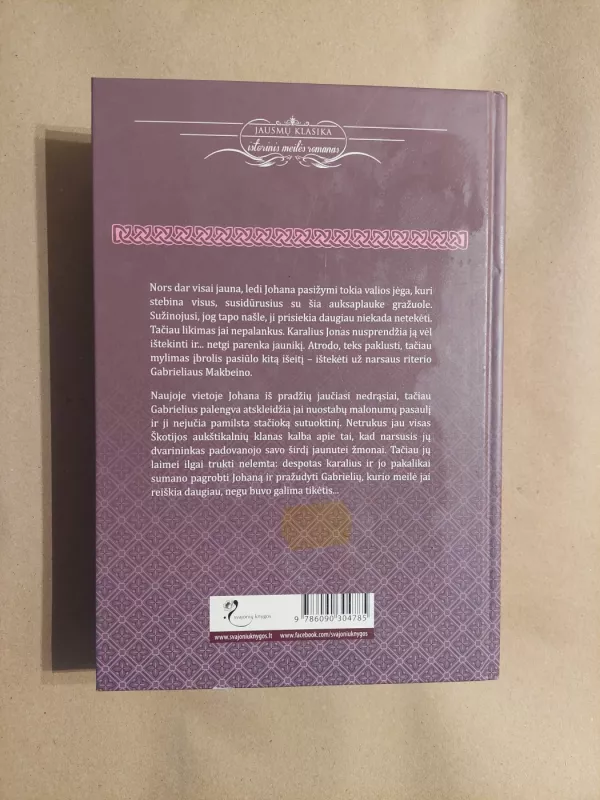 JAUSMŲ KLASIKA
istorinis meilės romanas
Nors dar visai jauna, ledi Johana pasižymi tokia valios jėga, kuri
stebina visus, susidūrusius su šia auksaplauke gražuole.
Sužinojusi, jog tapo našle, ji prisiekia daugiau niekada netekėti.
Tačiau likimas jai nepalankus. Karalius Jonas nusprendžia ją vėl
ištekinti ir... netgi parenka jaunikį. Atrodo, teks paklusti, tačiau
mylimas įbrolis pasiūlo kitą išeitį – ištekėti už narsaus riterio
Gabrieliaus Makbeino.
Naujoje vietoje Johana iš pradžių jaučiasi nedrąsiai, tačiau
Gabrielius palengva atskleidžia jai nuostabų malonumų pasaulį
ir ji nejučia pamilsta stačioką sutuoktinį. Netrukus jau visas
Škotijos aukštikalnių klanas kalba apie tai, kad narsusis jų
dvarininkas padovanojo savo širdį jaunutei žmonai. Tačiau jų
laimei ilgai trukti nelemta: despotas karalius ir jo pakalikai
sumano pagrobti Johaną ir pražudyti Gabrielių, kurio meilė jai
reiškia daugiau, negu buvo galima tikėtis...
svajonių knygos
9 786090 304785
www.svajoniuknygos.lt www.facebook.com/svajoniuknygos